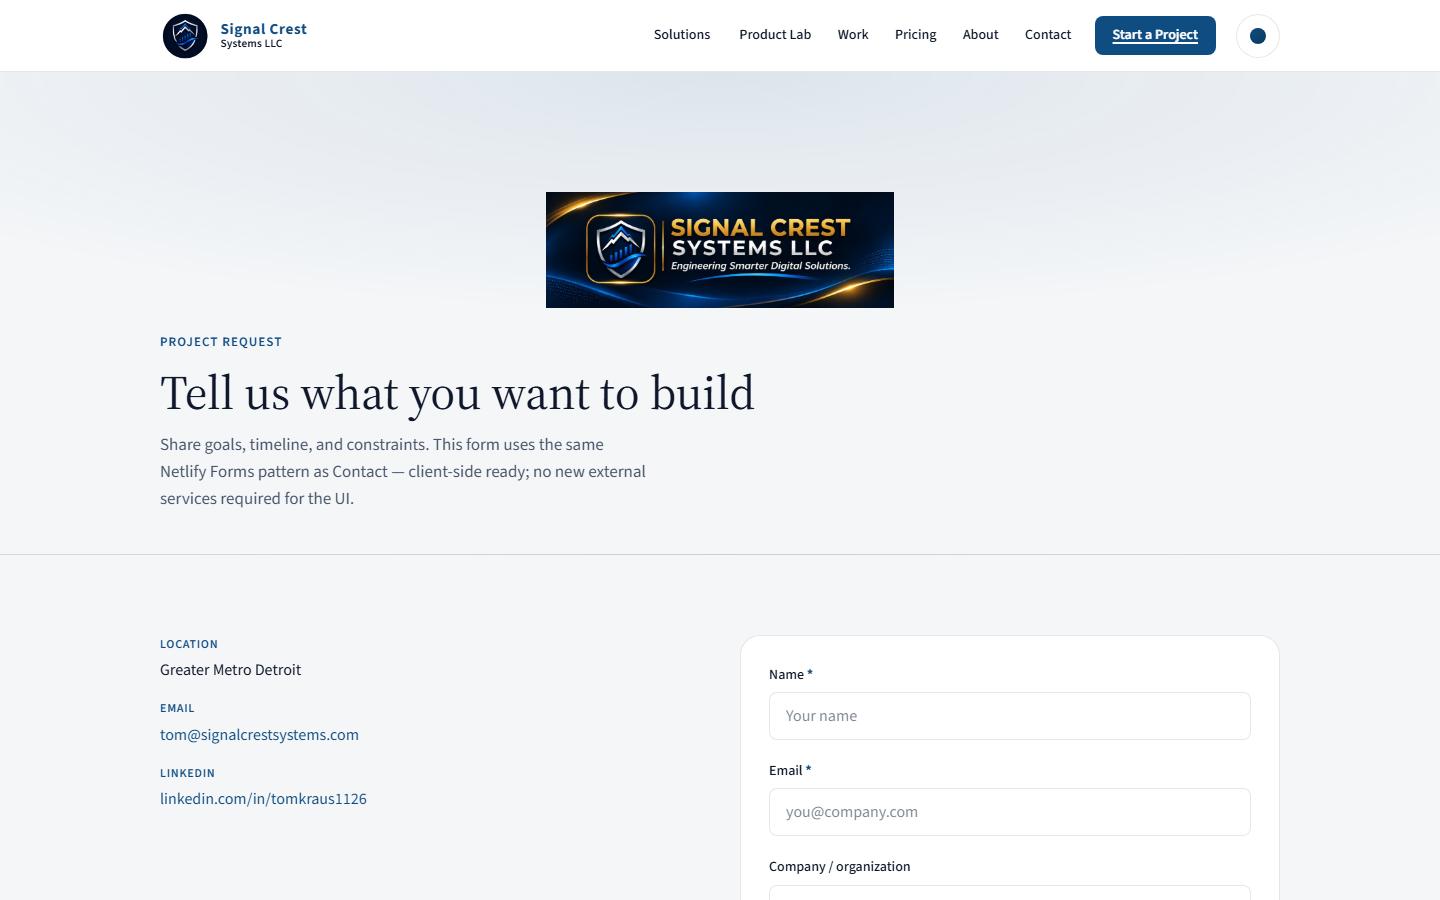 Signal Crest
Systems LLC
Solutions
Product Lab
Work
Pricing
About
Contact
Start a Project
SIGNAL CREST
SYSTEMS LLC
Engineering Smarter Digital Solutions.
PROJECT REQUEST
Tell us what you want to build
Share goals, timeline, and constraints. This form uses the same
Netlify Forms pattern as Contact — client-side ready; no new external
services required for the UI.
LOCATION
Greater Metro Detroit
EMAIL
tom@signalcrestsystems.com
LINKEDIN
linkedin.com/in/tomkraus1126
Name *
Your name
Email *
you@company.com
Company / organization